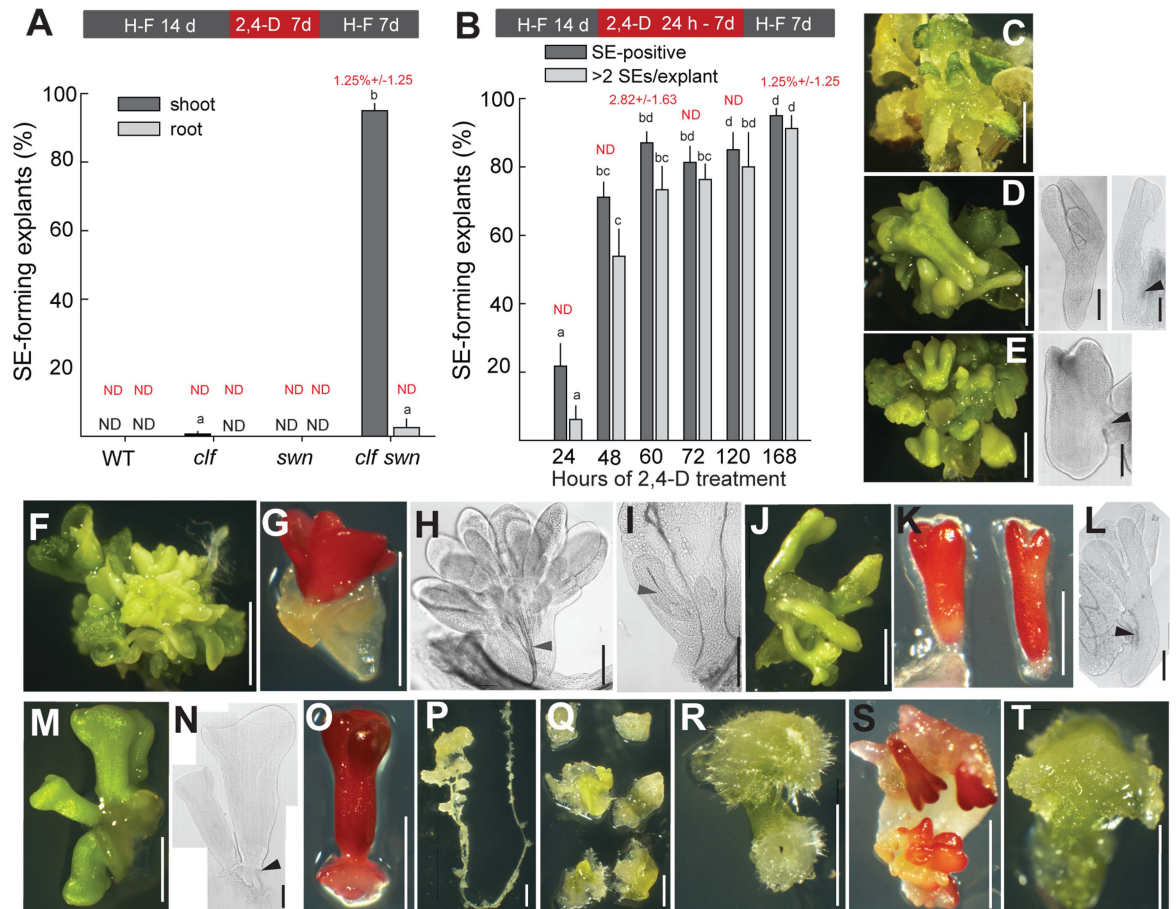 A
H-F 14 d 2,4-D 7d H-F 7d
SE-forming explants (%)
100
80
60
40
20
shoot
root
1.25%+/-1.25
b
ND ND ND ND ND ND ND
ND ND a ND ND ND a
WT clf swn clf swn
B
H-F 14 d 2,4-D 24 h - 7d H-F 7d
SE-positive
>2 SEs/explant
SE-forming explants (%)
100
80
60
40
20
1.25%+/-1.25
2.82+/-1.63
ND ND ND ND
a a bc c bd bc bd bc d bd d d
24 48 60 72 120 168
Hours of 2,4-D treatment
C
D
E
F G H I J K L
M N O P Q R S T